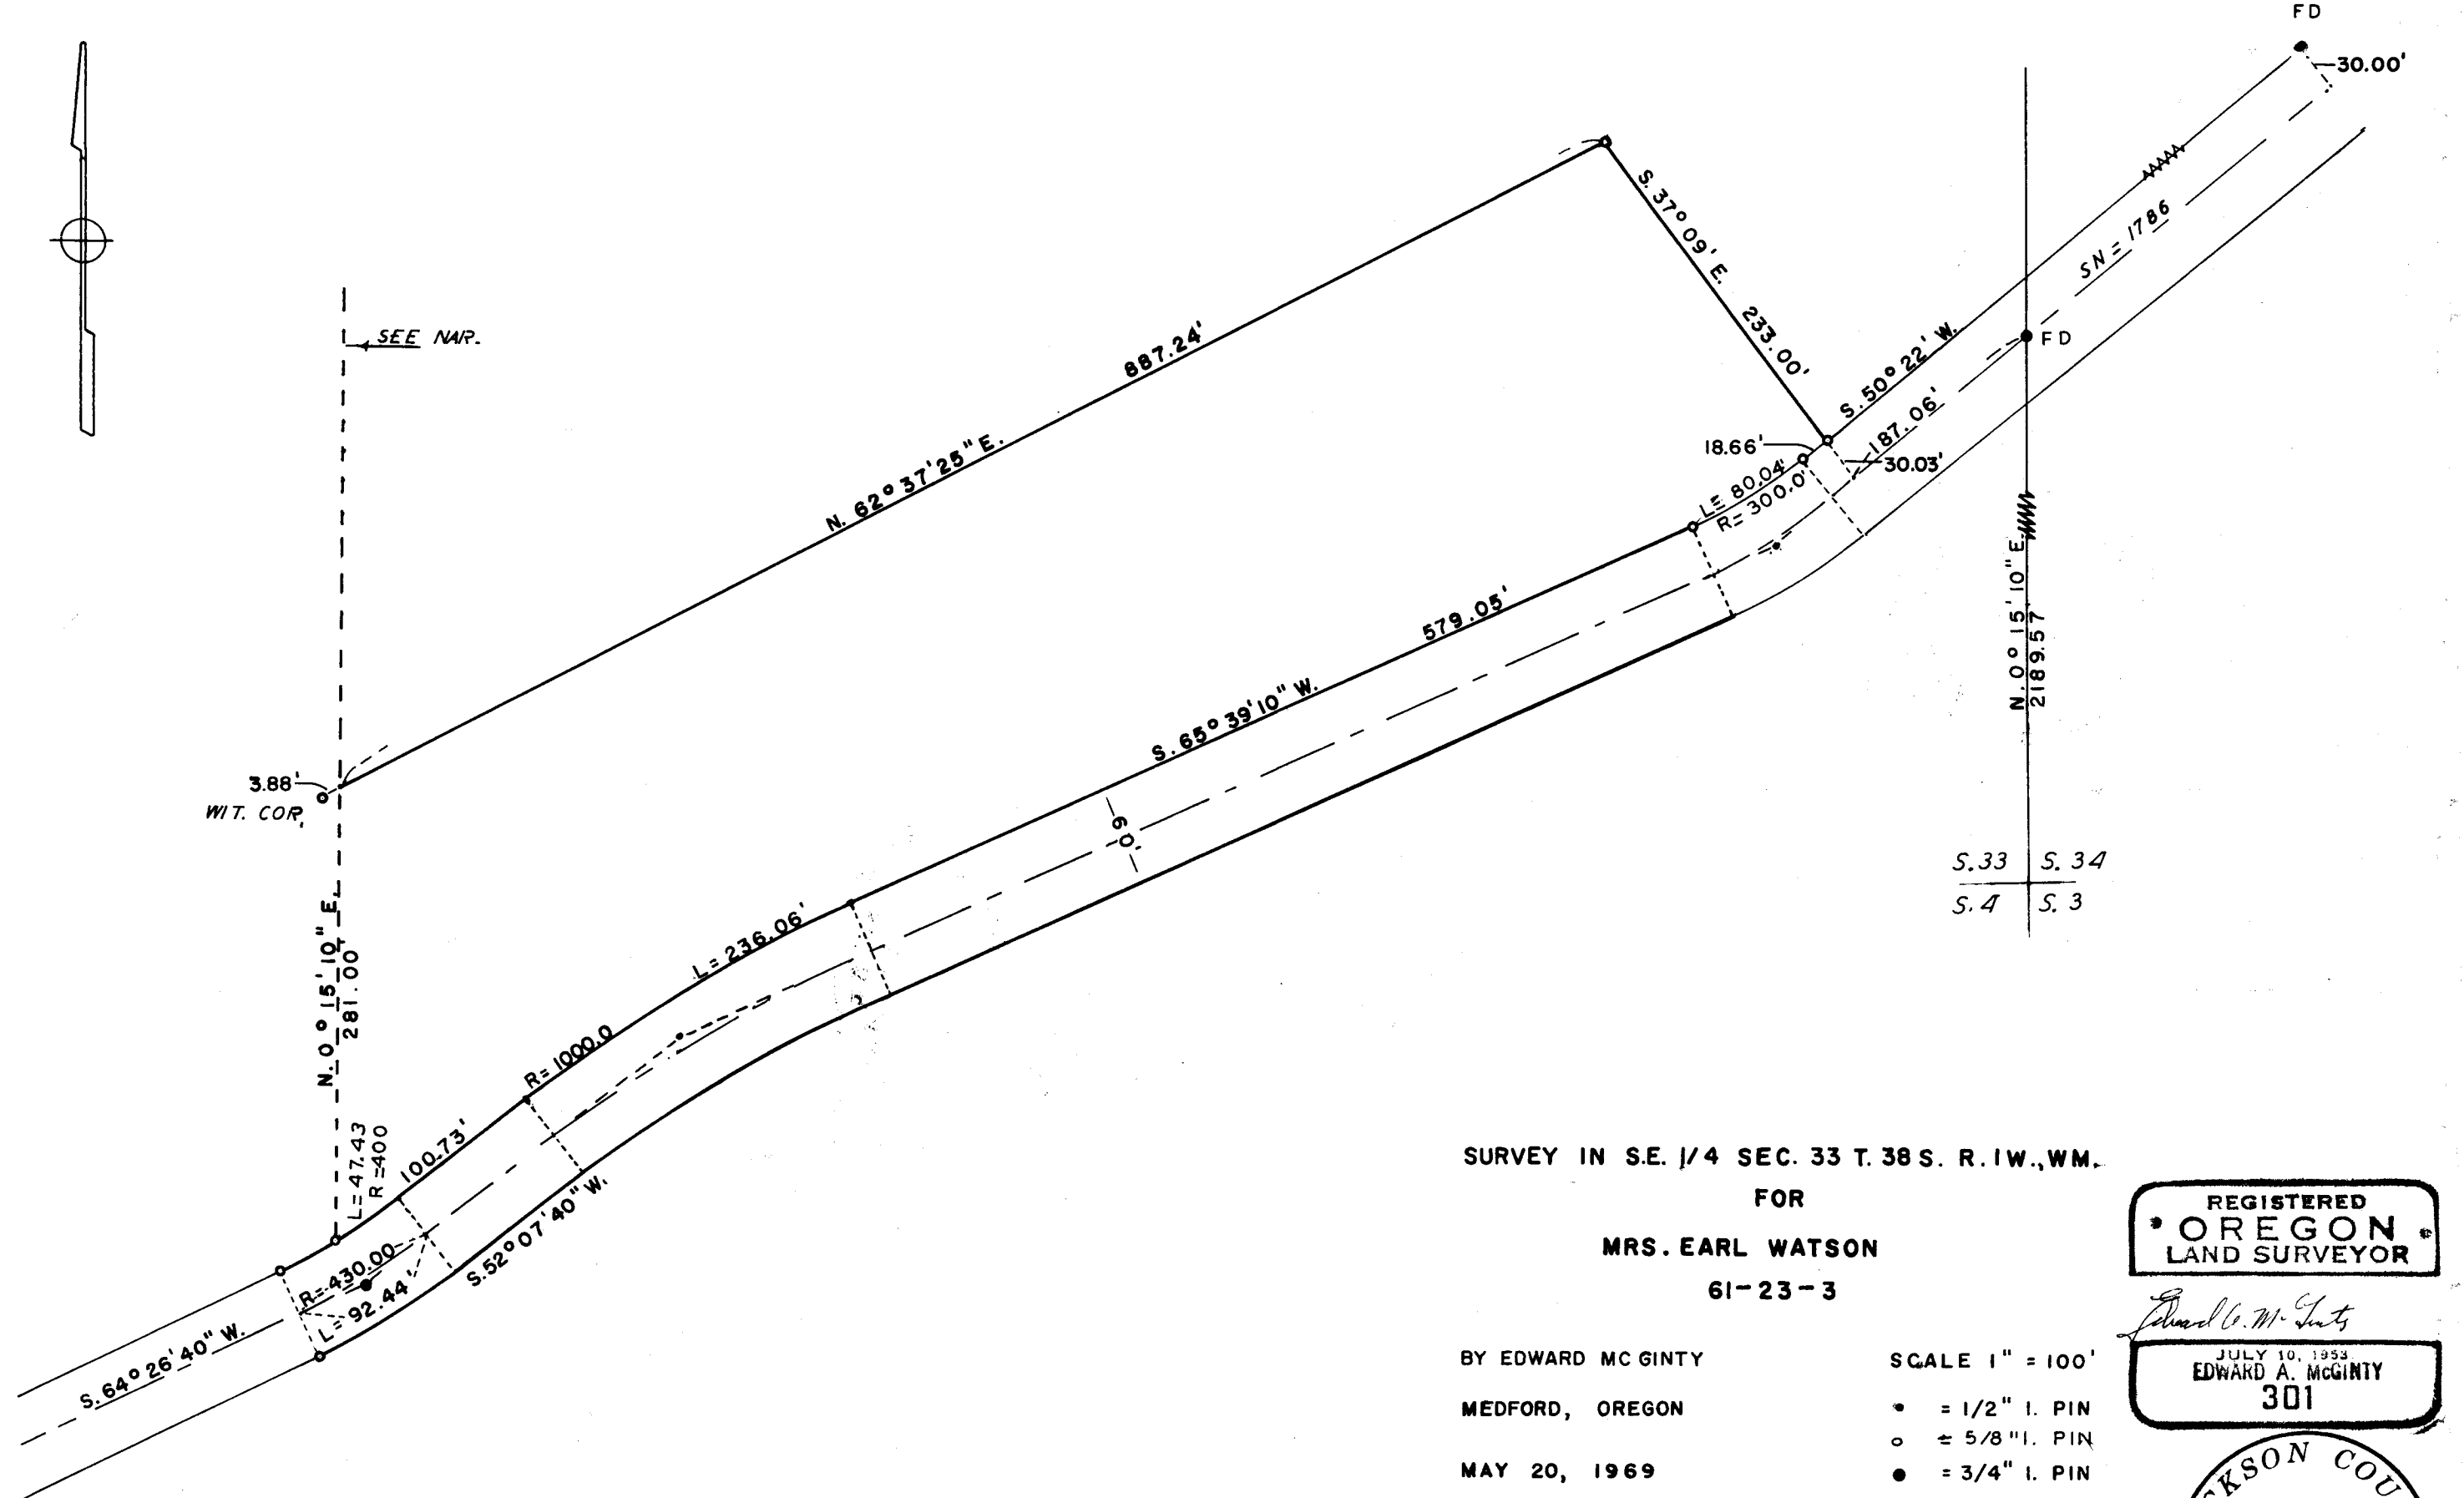 FD
30.00'
SEE NAR.
S. 37° 09' E. 233.00'
887.24'
N. 62° 37' 25" E.
SN = 1786
S. 50° 22' W.
FD
187.06'
18.66'
30.03'
L= 80.04'
R= 300.0'
N. 0° 15' 10" E.
2189.57'
579.05'
S. 65° 39' 10" W.
3.88'
WIT. COR.
60'
S. 33 S. 34
S. 4 S. 3
N. 0° 15' 10" E.
281.00'
L= 236.06'
R= 1000.0
L= 47.43
R = 400
100.73'
R= 430.00
L= 92.44'
S. 52° 07' 40" W.
S. 64° 26' 40" W.
SURVEY IN S.E. 1/4 SEC. 33 T. 38 S. R. 1 W., WM.
FOR
MRS. EARL WATSON
61-23-3
BY EDWARD MC GINTY
MEDFORD, OREGON
MAY 20, 1969
SCALE 1" = 100'
= 1/2" I. PIN
= 5/8" I. PIN
= 3/4" I. PIN
REGISTERED
OREGON
LAND SURVEYOR
Edward A. McGinty
JULY 10, 1953
EDWARD A. McGINTY
301
CKSON COU